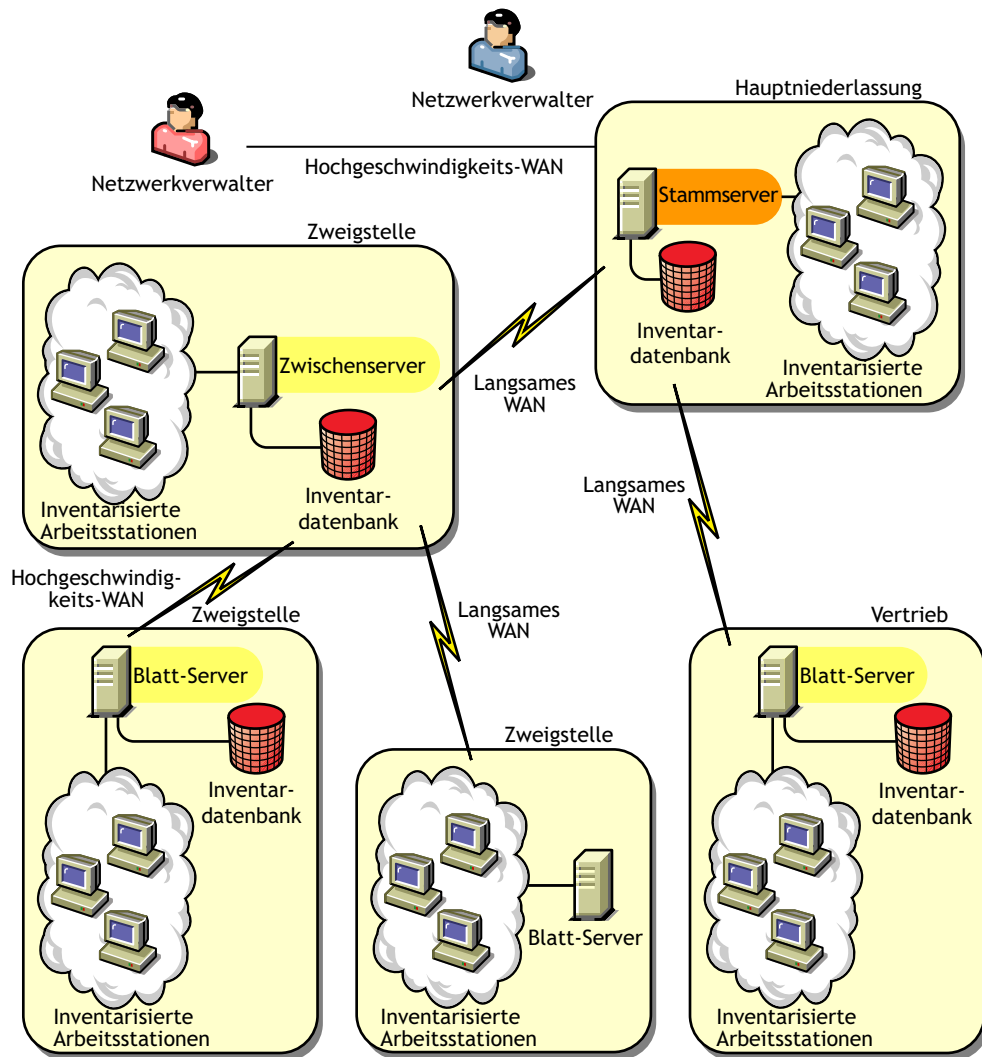 Netzwerkverwalter
Netzwerkverwalter
Hauptniederlassung
Hochgeschwindigkeits-WAN
Stammserver
Inventar-
datenbank
Inventarisierte
Arbeitsstationen
Zweigstelle
Zwischenserver
Inventar-
datenbank
Inventarisierte
Arbeitsstationen
Langsames
WAN
Langsames
WAN
Hochgeschwindig-
keits-WAN
Langsames
WAN
Zweigstelle
Blatt-Server
Inventar-
datenbank
Inventarisierte
Arbeitsstationen
Zweigstelle
Blatt-Server
Inventarisierte
Arbeitsstationen
Vertrieb
Blatt-Server
Inventar-
datenbank
Inventarisierte
Arbeitsstationen